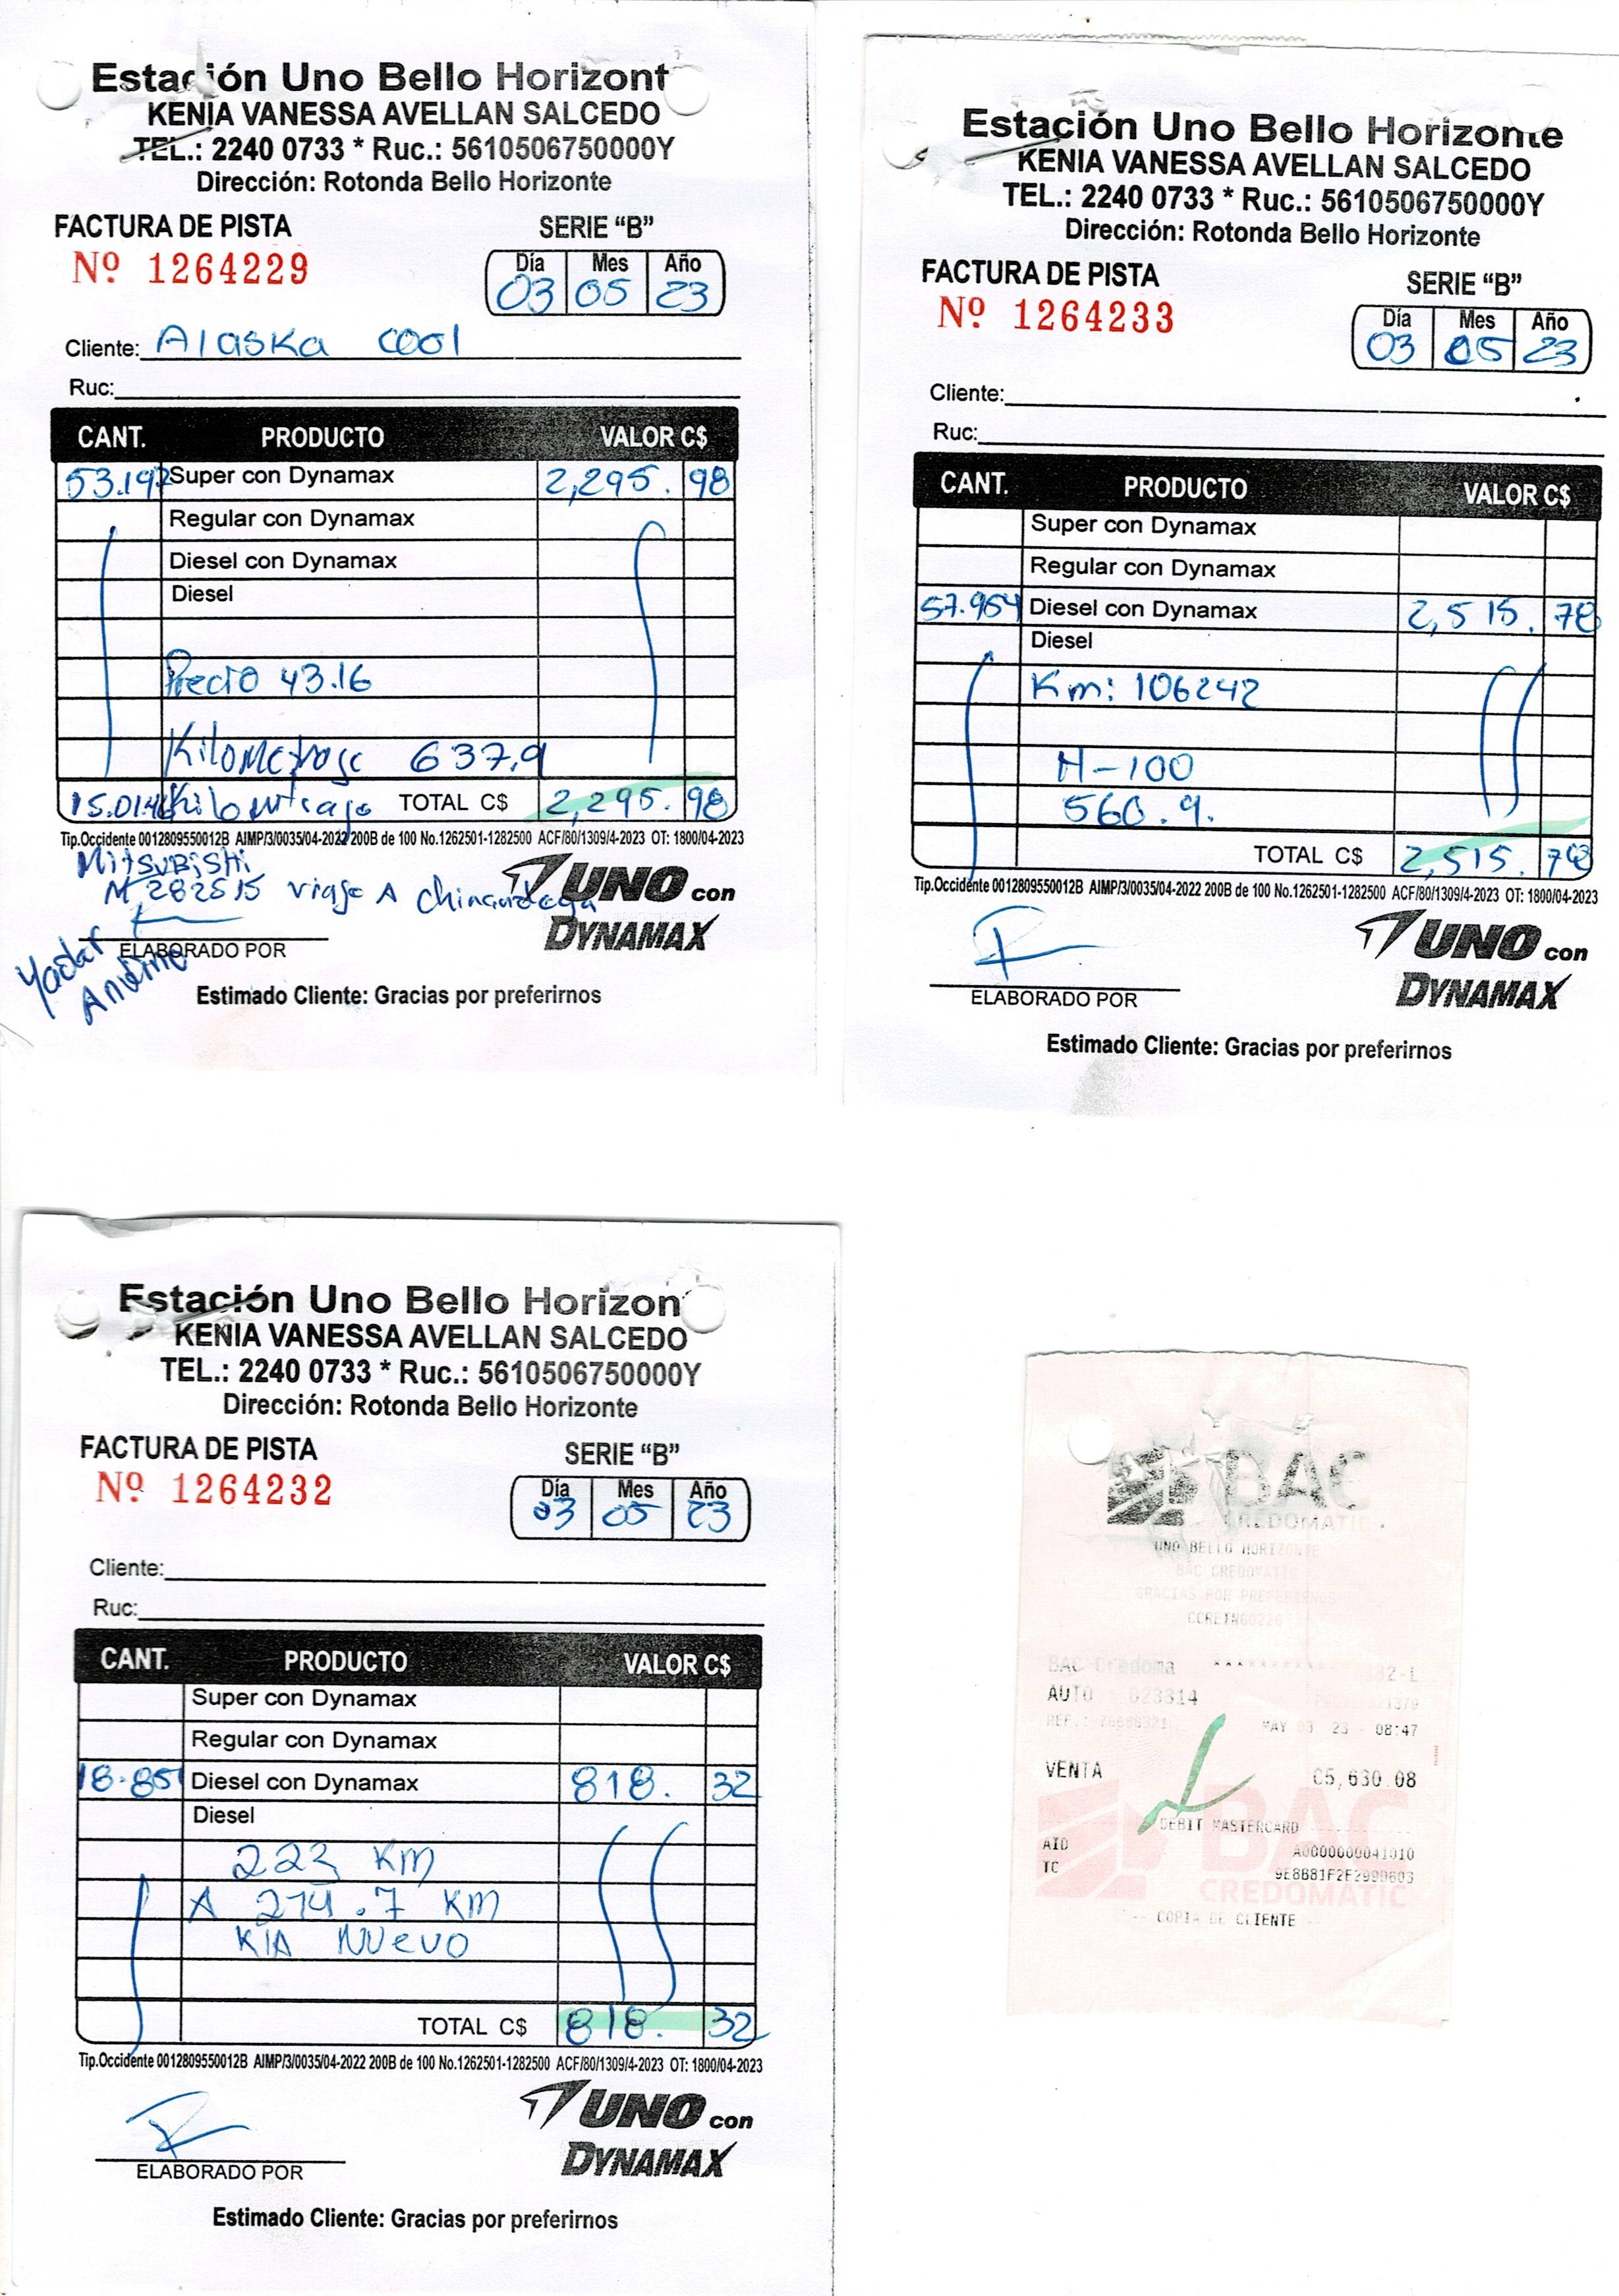 Estación Uno Bello Horizont
KENIA VANESSA AVELLAN SALCEDO
TEL.: 2240 0733 * Ruc.: 5610506750000Y
Dirección: Rotonda Bello Horizonte
FACTURA DE PISTA SERIE “B”
Nº 1264229
Día Mes Año
03 05 23
Cliente: Alaska cool
Ruc:
CANT. PRODUCTO VALOR C$
53.197 Super con Dynamax 2,295. 98
Regular con Dynamax
Diesel con Dynamax
Diesel
Precio 43.16
Kilometraje 637,9
TOTAL C$ 2,295. 98
Tip.Occidente 0012809550012B AIMP/3/0035/04-2022 200B de 100 No.1262501-1282500 ACF/80/1309/4-2023 OT: 1800/04-2023
Mitsubishi
M 282515 viaje A Chinandega
UNO con
DYNAMAX
ELABORADO POR
Estimado Cliente: Gracias por preferirnos
Estación Uno Bello Horizonte
KENIA VANESSA AVELLAN SALCEDO
TEL.: 2240 0733 * Ruc.: 5610506750000Y
Dirección: Rotonda Bello Horizonte
FACTURA DE PISTA SERIE “B”
Nº 1264233
Día Mes Año
03 05 23
Cliente:
Ruc:
CANT. PRODUCTO VALOR C$
Super con Dynamax
Regular con Dynamax
57.964 Diesel con Dynamax 2,515. 78
Diesel
Km: 106242
H-100
560.9.
TOTAL C$ 2,515. 78
Tip.Occidente 0012809550012B AIMP/3/0035/04-2022 200B de 100 No.1262501-1282500 ACF/80/1309/4-2023 OT: 1800/04-2023
UNO con
DYNAMAX
ELABORADO POR
Estimado Cliente: Gracias por preferirnos
Estación Uno Bello Horizon
KENIA VANESSA AVELLAN SALCEDO
TEL.: 2240 0733 * Ruc.: 5610506750000Y
Dirección: Rotonda Bello Horizonte
FACTURA DE PISTA SERIE “B”
Nº 1264232
Día Mes Año
03 05 23
Cliente:
Ruc:
CANT. PRODUCTO VALOR C$
Super con Dynamax
Regular con Dynamax
18.85 Diesel con Dynamax 818. 32
Diesel
223 KM
A 274.7 KM
KIA NUevo
TOTAL C$ 818. 32
Tip.Occidente 0012809550012B AIMP/3/0035/04-2022 200B de 100 No.1262501-1282500 ACF/80/1309/4-2023 OT: 1800/04-2023
UNO con
DYNAMAX
ELABORADO POR
Estimado Cliente: Gracias por preferirnos
BAC
CREDOMATIC
UNO BELLO HORIZONTE
BAC CREDOMATIC
GRACIAS POR PREFERIRNOS
BAC Credoma 82-L
AUTO : 023314
MAY 03 23 - 08:47
VENTA C5,630.08
DEBIT MASTERCARD
AID A0000000041010
TC
BAC
CREDOMATIC
-- COPIA DE CLIENTE --